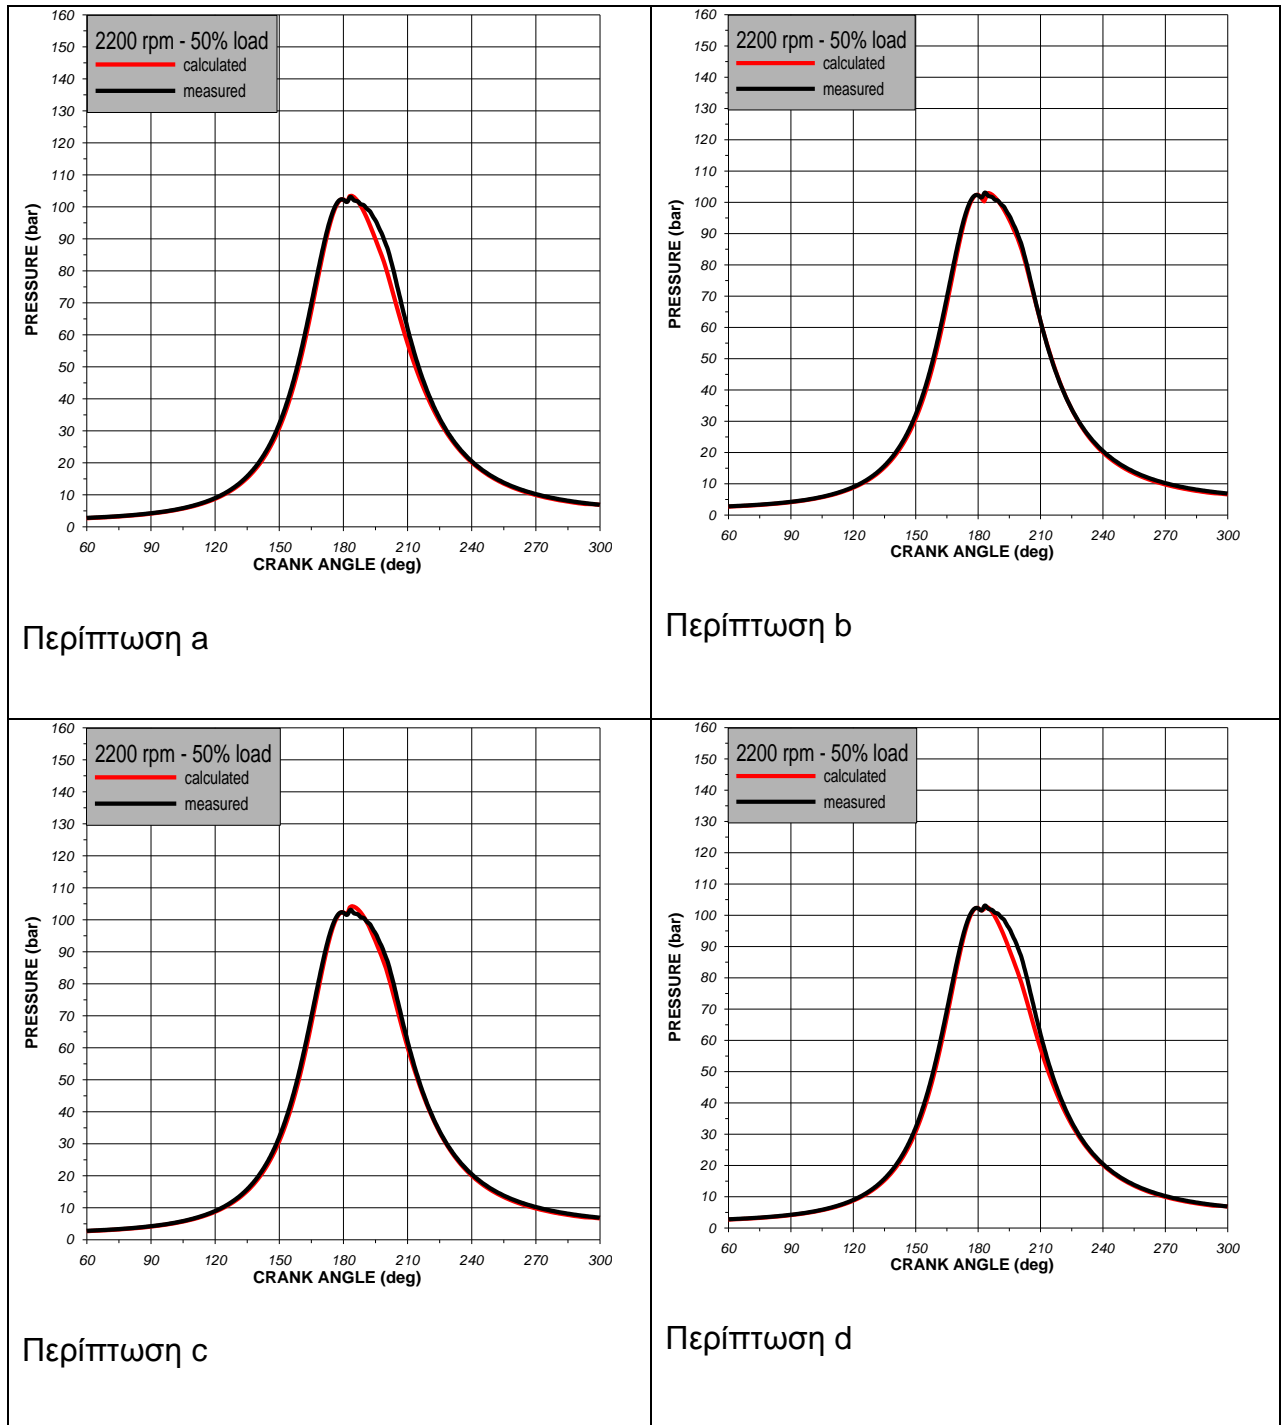 160
150
140
130
120
110
100
90
80
70
60
50
40
30
20
10
0
PRESSURE (bar)
2200 rpm - 50% load
calculated
measured
60 90 120 150 180 210 240 270 300
CRANK ANGLE (deg)
Περίπτωση a
160
150
140
130
120
110
100
90
80
70
60
50
40
30
20
10
0
PRESSURE (bar)
2200 rpm - 50% load
calculated
measured
60 90 120 150 180 210 240 270 300
CRANK ANGLE (deg)
Περίπτωση b
160
150
140
130
120
110
100
90
80
70
60
50
40
30
20
10
0
PRESSURE (bar)
2200 rpm - 50% load
calculated
measured
60 90 120 150 180 210 240 270 300
CRANK ANGLE (deg)
Περίπτωση c
160
150
140
130
120
110
100
90
80
70
60
50
40
30
20
10
0
PRESSURE (bar)
2200 rpm - 50% load
calculated
measured
60 90 120 150 180 210 240 270 300
CRANK ANGLE (deg)
Περίπτωση d